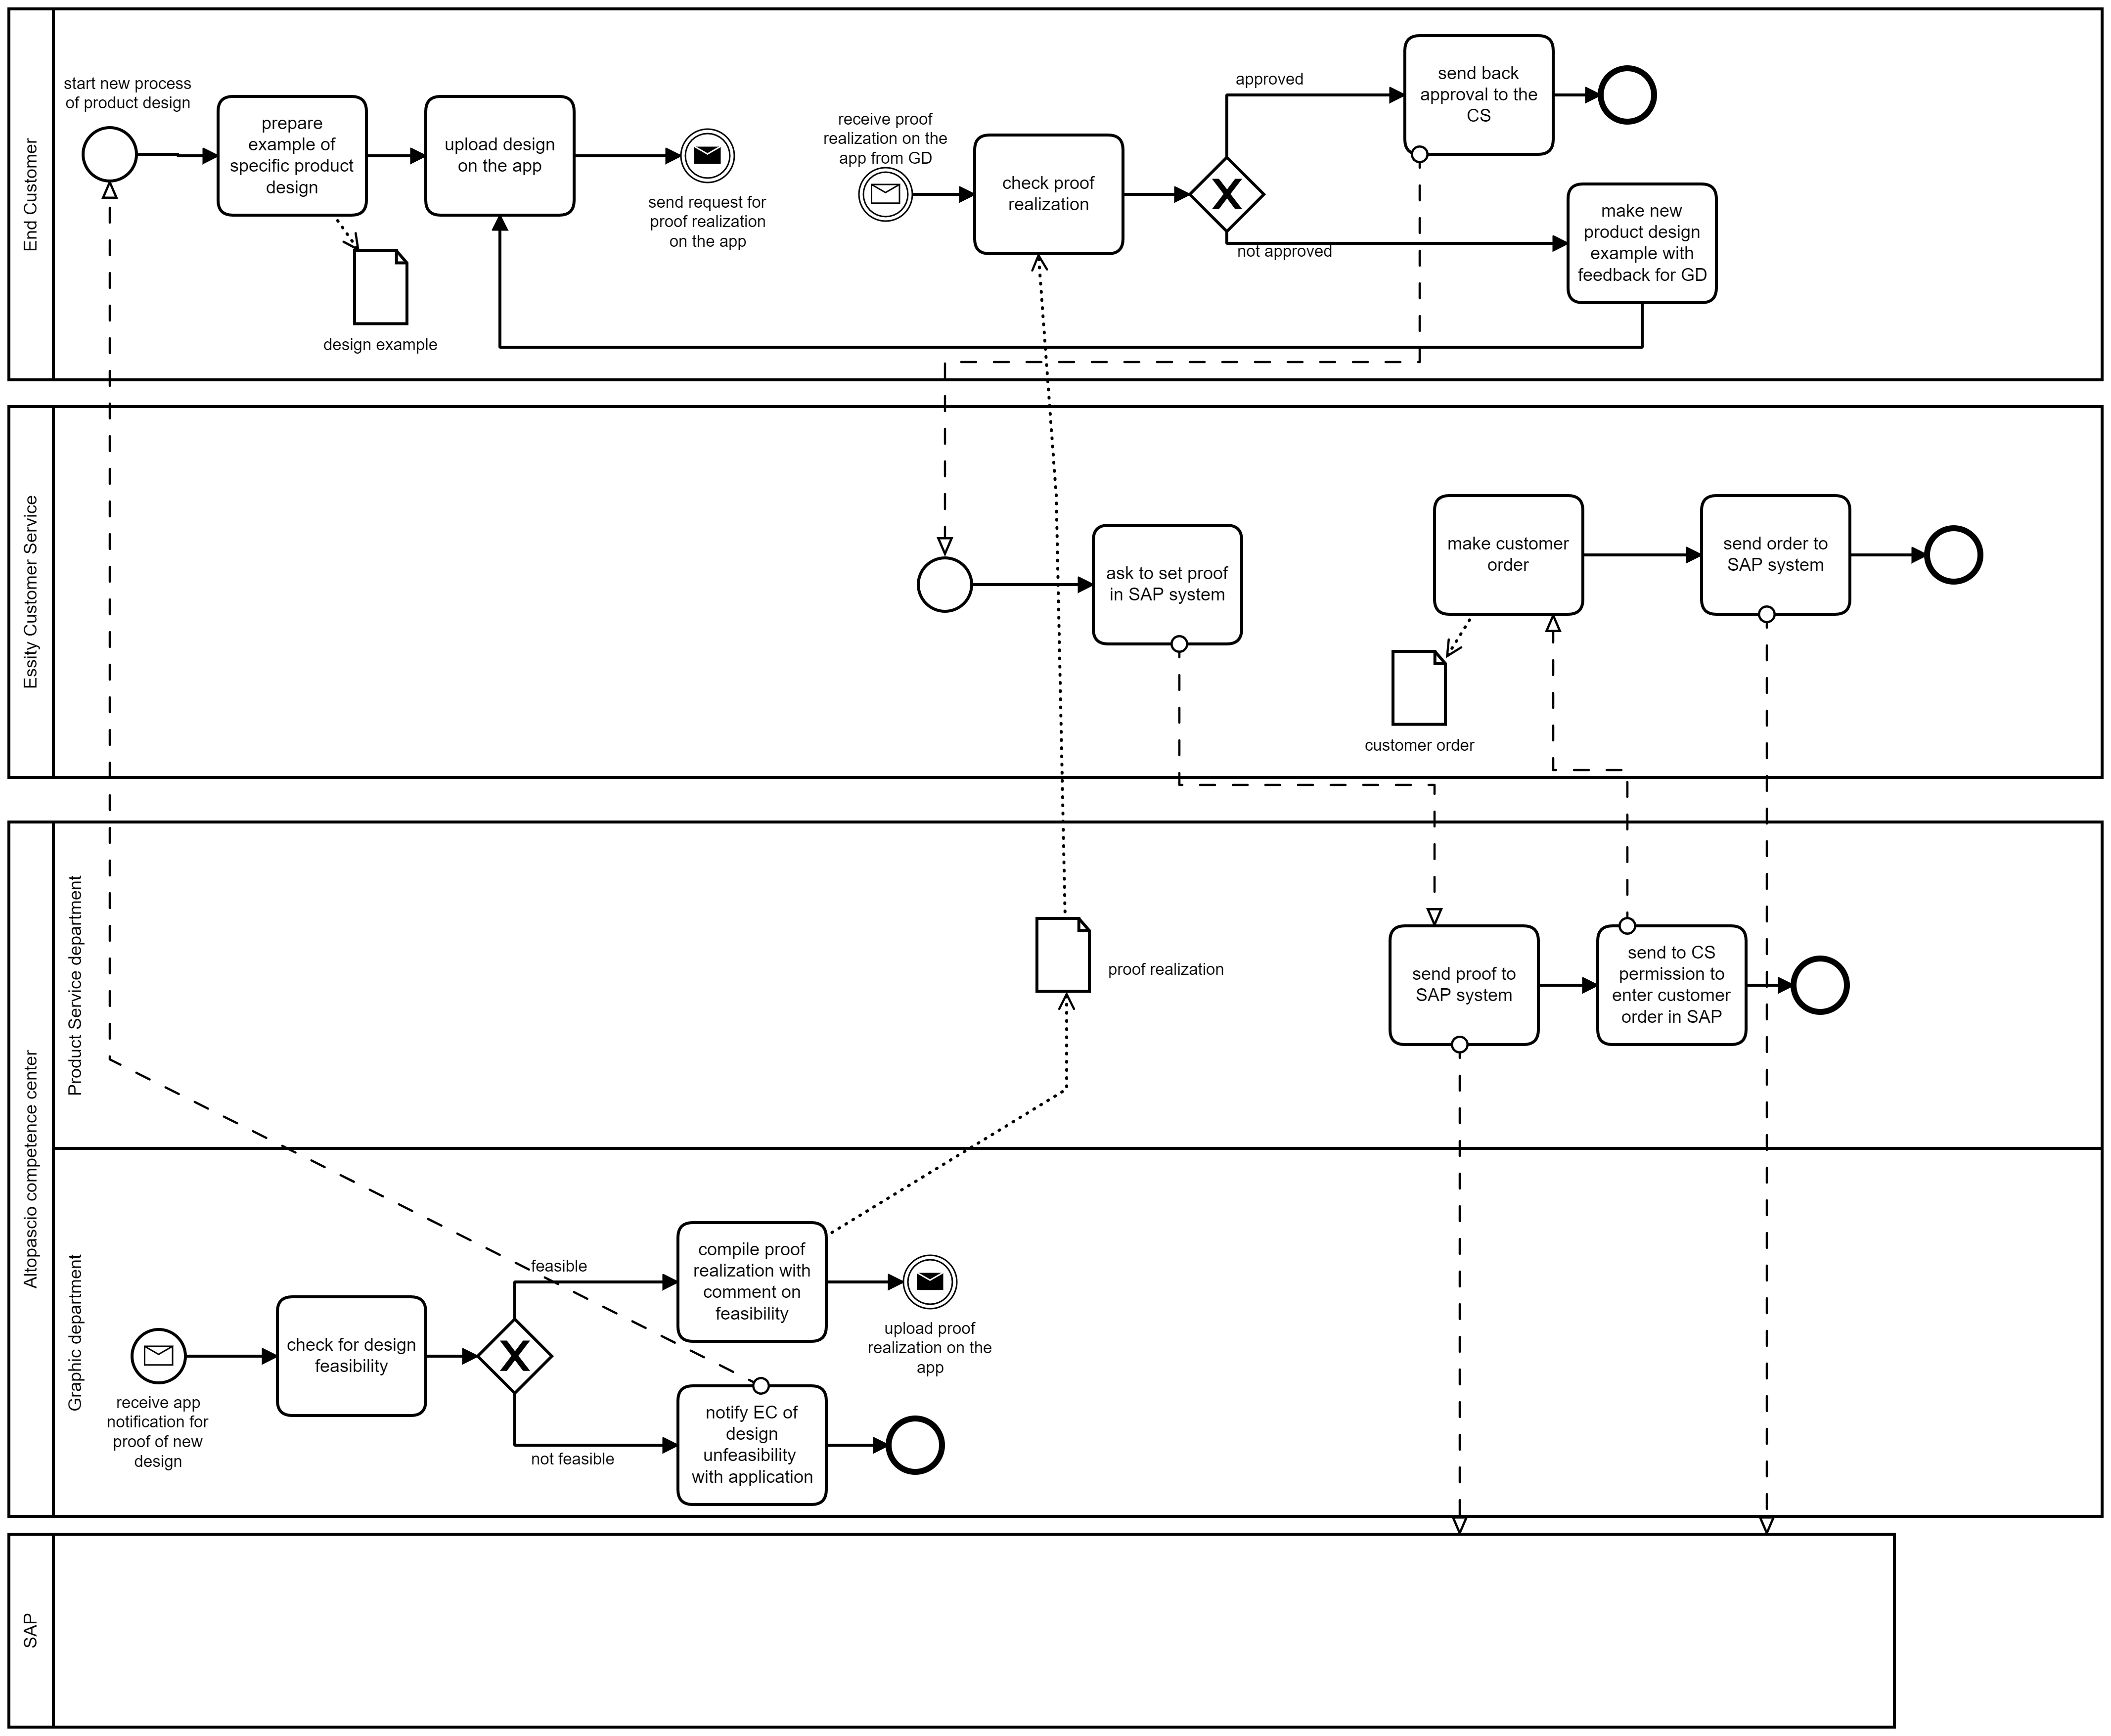 End Customer
start new process
of product design
prepare
example of
specific product
design
upload design
on the app
send request for
proof realization
on the app
design example
receive proof
realization on the
app from GD
check proof
realization
approved
not approved
send back
approval to the
CS
make new
product design
example with
feedback for GD
Essity Customer Service
ask to set proof
in SAP system
make customer
order
send order to
SAP system
customer order
Altopascio competence center
Product Service department
proof realization
send proof to
SAP system
send to CS
permission to
enter customer
order in SAP
Graphic department
receive app
notification for
proof of new
design
check for design
feasibility
feasible
not feasible
compile proof
realization with
comment on
feasibility
upload proof
realization on the
app
notify EC of
design
unfeasibility
with application
SAP